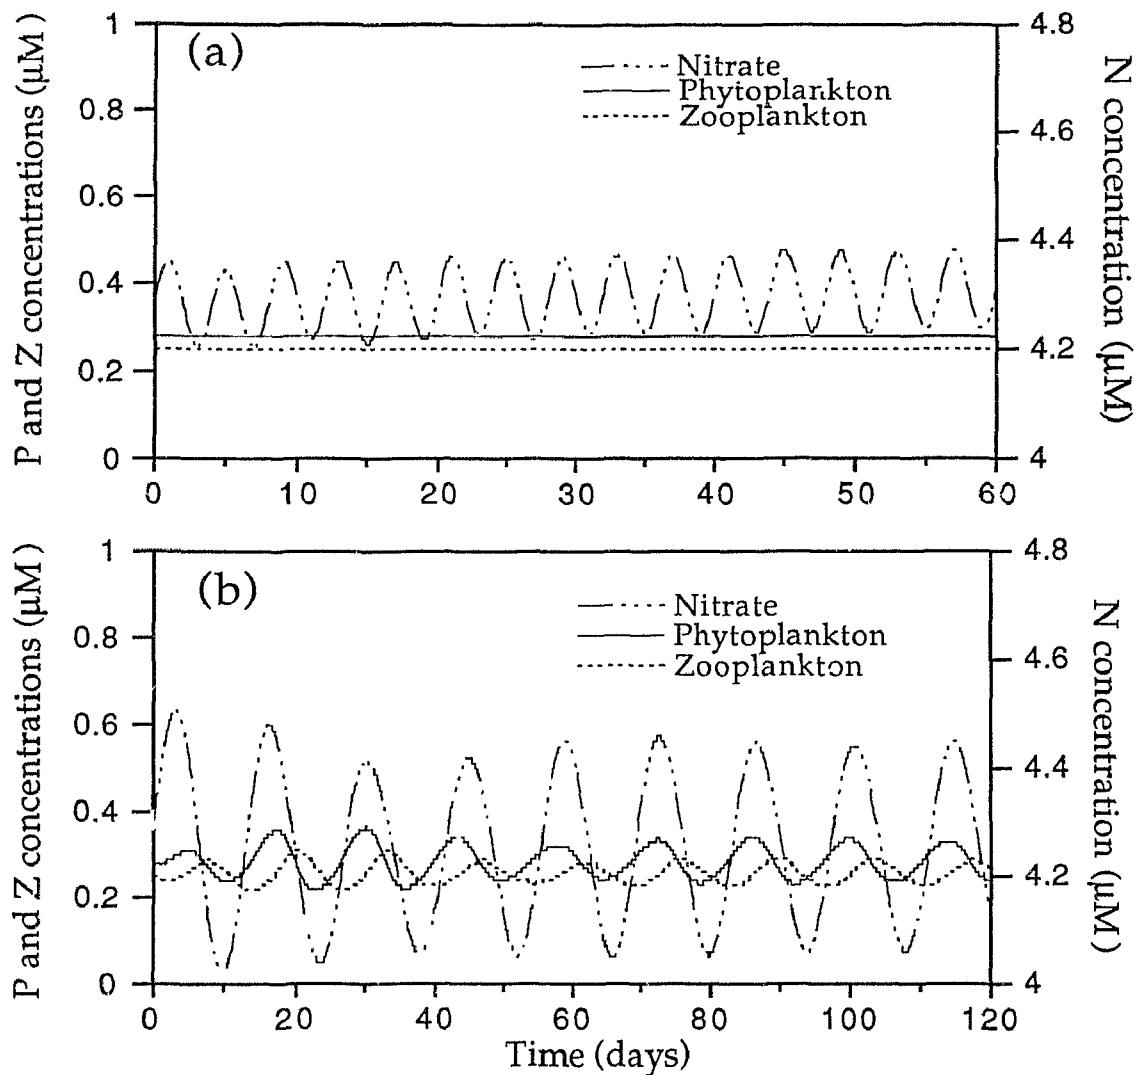 (a)
Nitrate
Phytoplankton
Zooplankton
P and Z concentrations (µM)
1
0.8
0.6
0.4
0.2
0
N concentration (µM)
4.8
4.6
4.4
4.2
4
0 10 20 30 40 50 60
(b)
Nitrate
Phytoplankton
Zooplankton
P and Z concentrations (µM)
1
0.8
0.6
0.4
0.2
0
N concentration (µM)
4.8
4.6
4.4
4.2
4
0 20 40 60 80 100 120
Time (days)